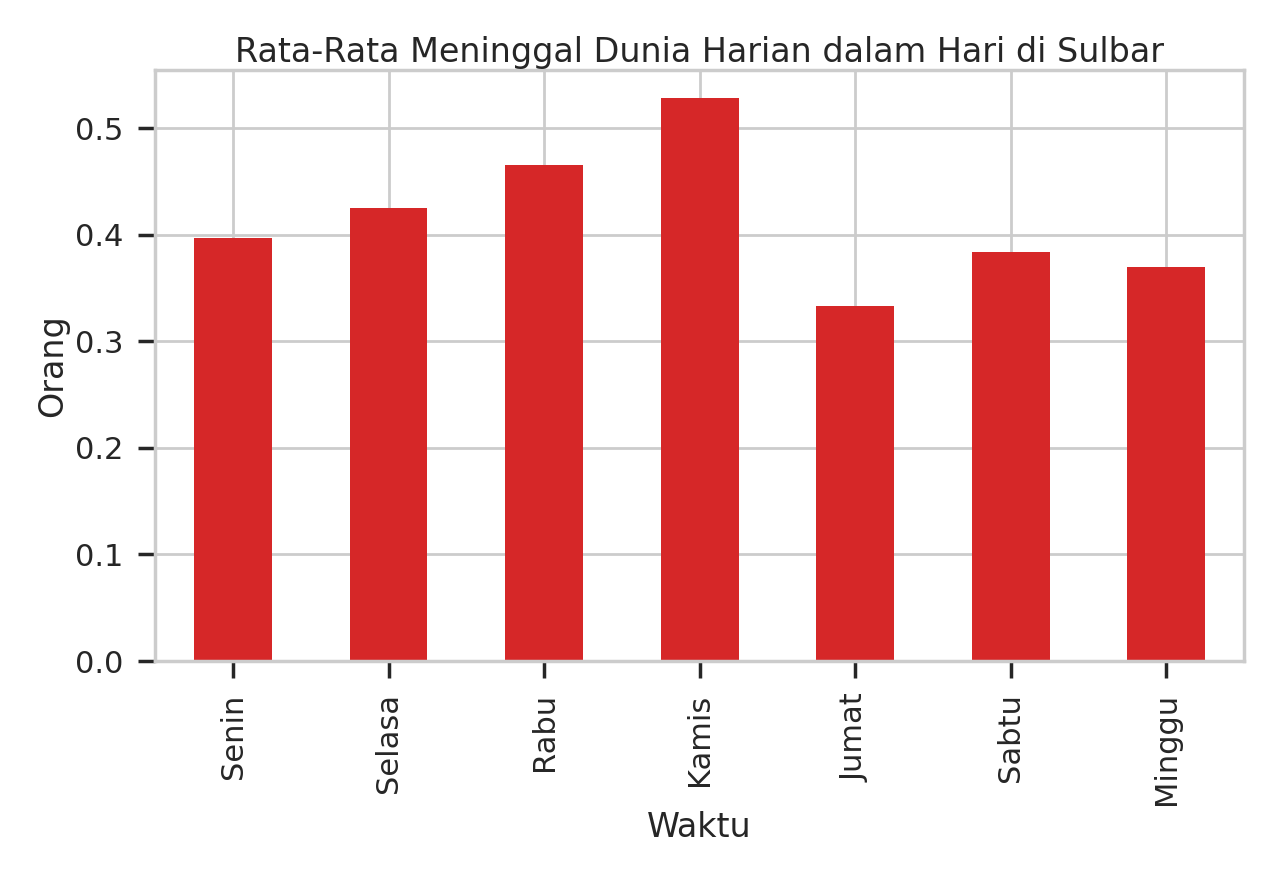 Rata-Rata Meninggal Dunia Harian dalam Hari di Sulbar
0.5
0.4
0.3
0.2
0.1
0.0
Orang
Senin
Selasa
Rabu
Kamis
Jumat
Sabtu
Minggu
Waktu